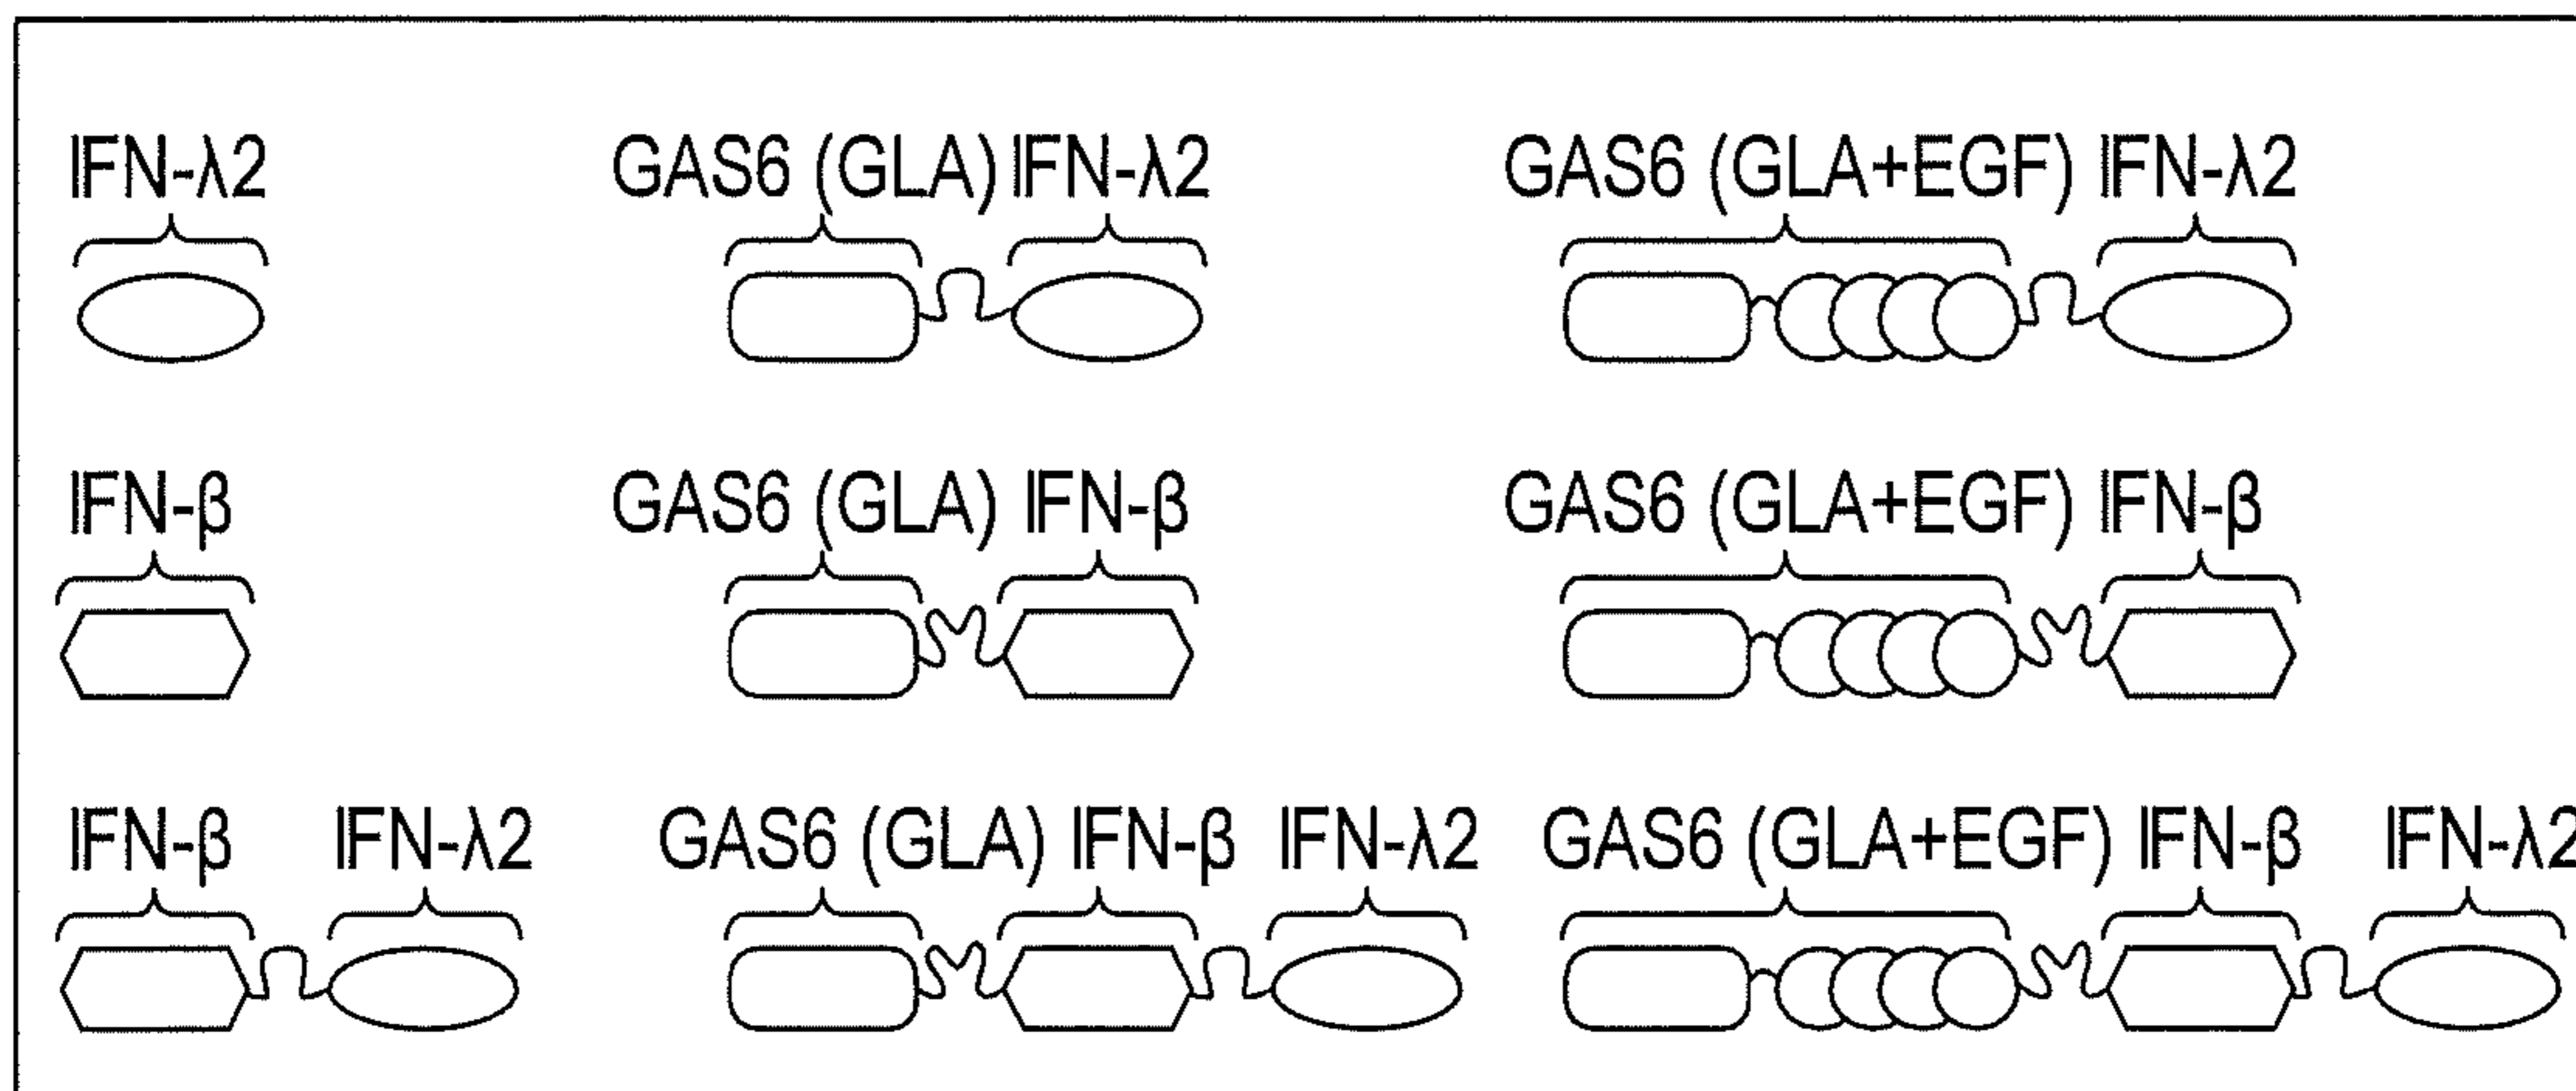 IFN-λ2 GAS6 (GLA) IFN-λ2 GAS6 (GLA+EGF) IFN-λ2
IFN-β GAS6 (GLA) IFN-β GAS6 (GLA+EGF) IFN-β
IFN-β IFN-λ2 GAS6 (GLA) IFN-β IFN-λ2 GAS6 (GLA+EGF) IFN-β IFN-λ2